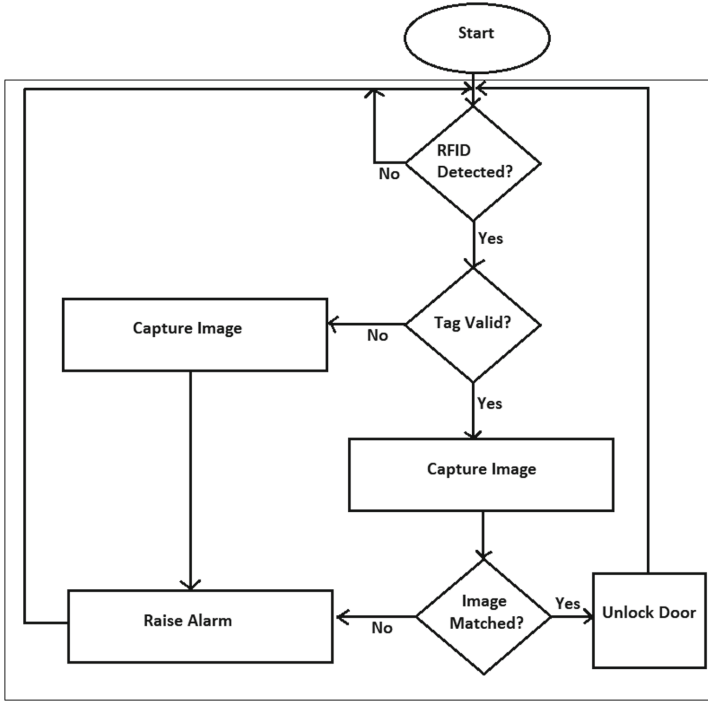 Start
RFID
Detected?
No
Yes
Capture Image
Tag Valid?
No
Yes
Capture Image
Raise Alarm
No
Image
Matched?
Yes
Unlock Door